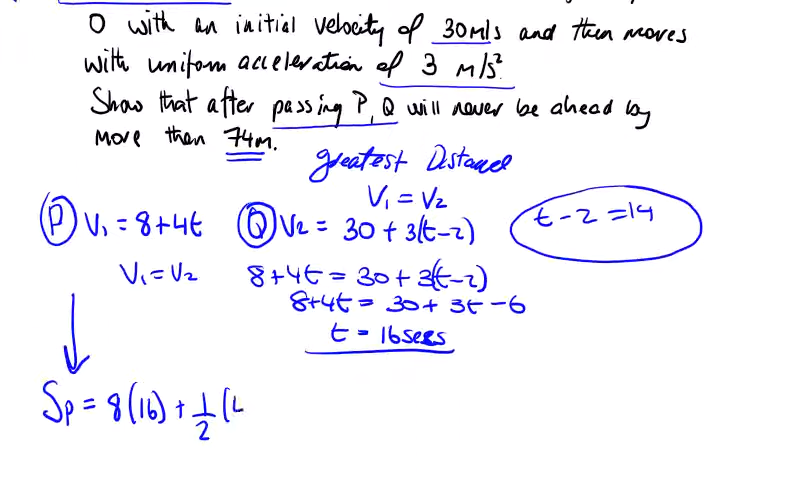 O with an initial velocity of 30m/s and then moves
with uniform acceleration of 3 m/s².
Show that after passing P, Q will never be ahead by
more than 74m.
greatest Distance
V₁ = V₂
P V₁ = 8+4t Q V₂ = 30 + 3(t-2) t - 2 = 14
V₁ = V₂ 8+4t = 30 + 3(t-2)
8+4t = 30 + 3t - 6
t = 16secs
Sp = 8(16) + 1/2 (4